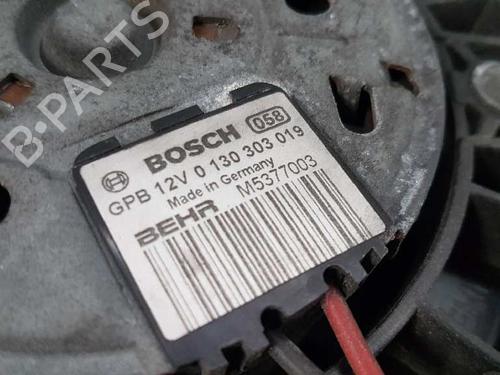 BOSCH 058
GPB 12V 0 130 303 019
Made in Germany
BEHR M5377003
B-PARTS